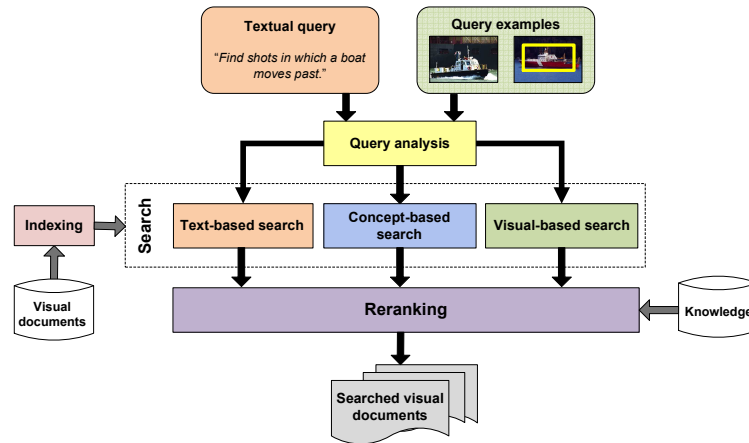 Textual query
“Find shots in which a boat
moves past.”
Query examples
Query analysis
Search
Text-based search
Concept-based
search
Visual-based search
Indexing
Visual
documents
Reranking
Knowledge
Searched visual
documents